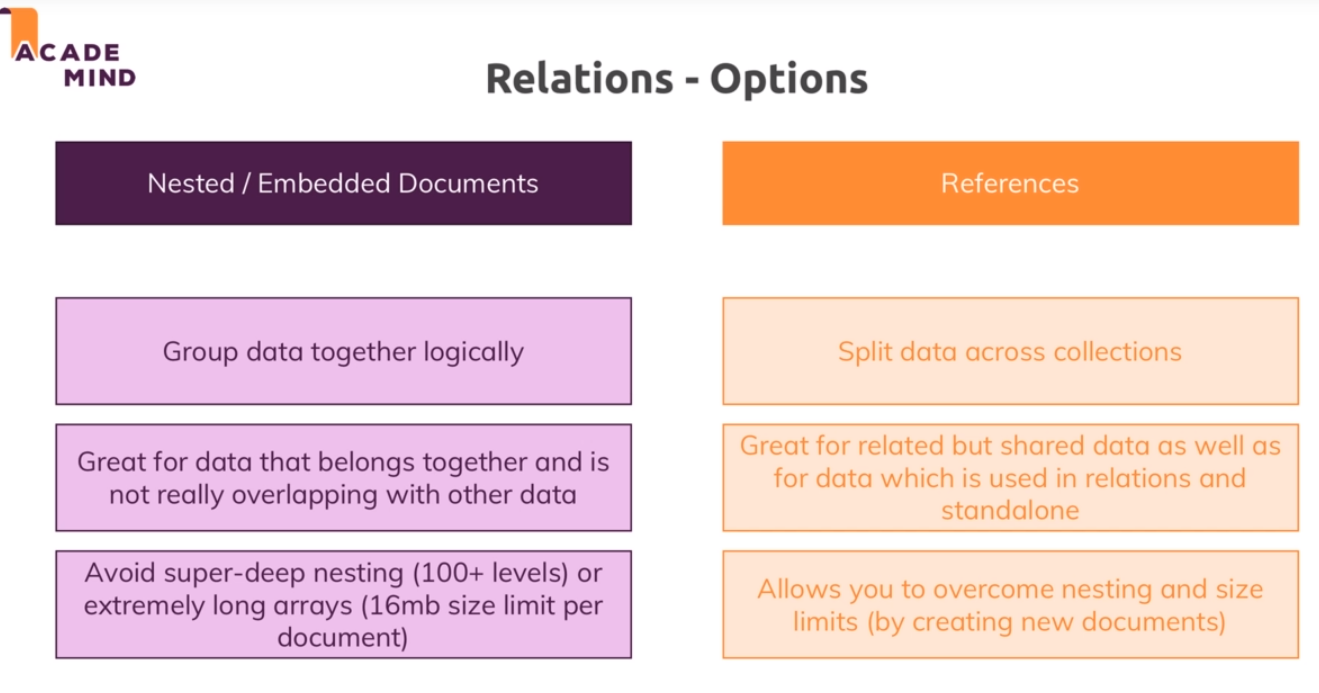 ACADE
MIND
Relations - Options
Nested / Embedded Documents
References
Group data together logically
Split data across collections
Great for data that belongs together and is
not really overlapping with other data
Great for related but shared data as well as
for data which is used in relations and
standalone
Avoid super-deep nesting (100+ levels) or
extremely long arrays (16mb size limit per
document)
Allows you to overcome nesting and size
limits (by creating new documents)